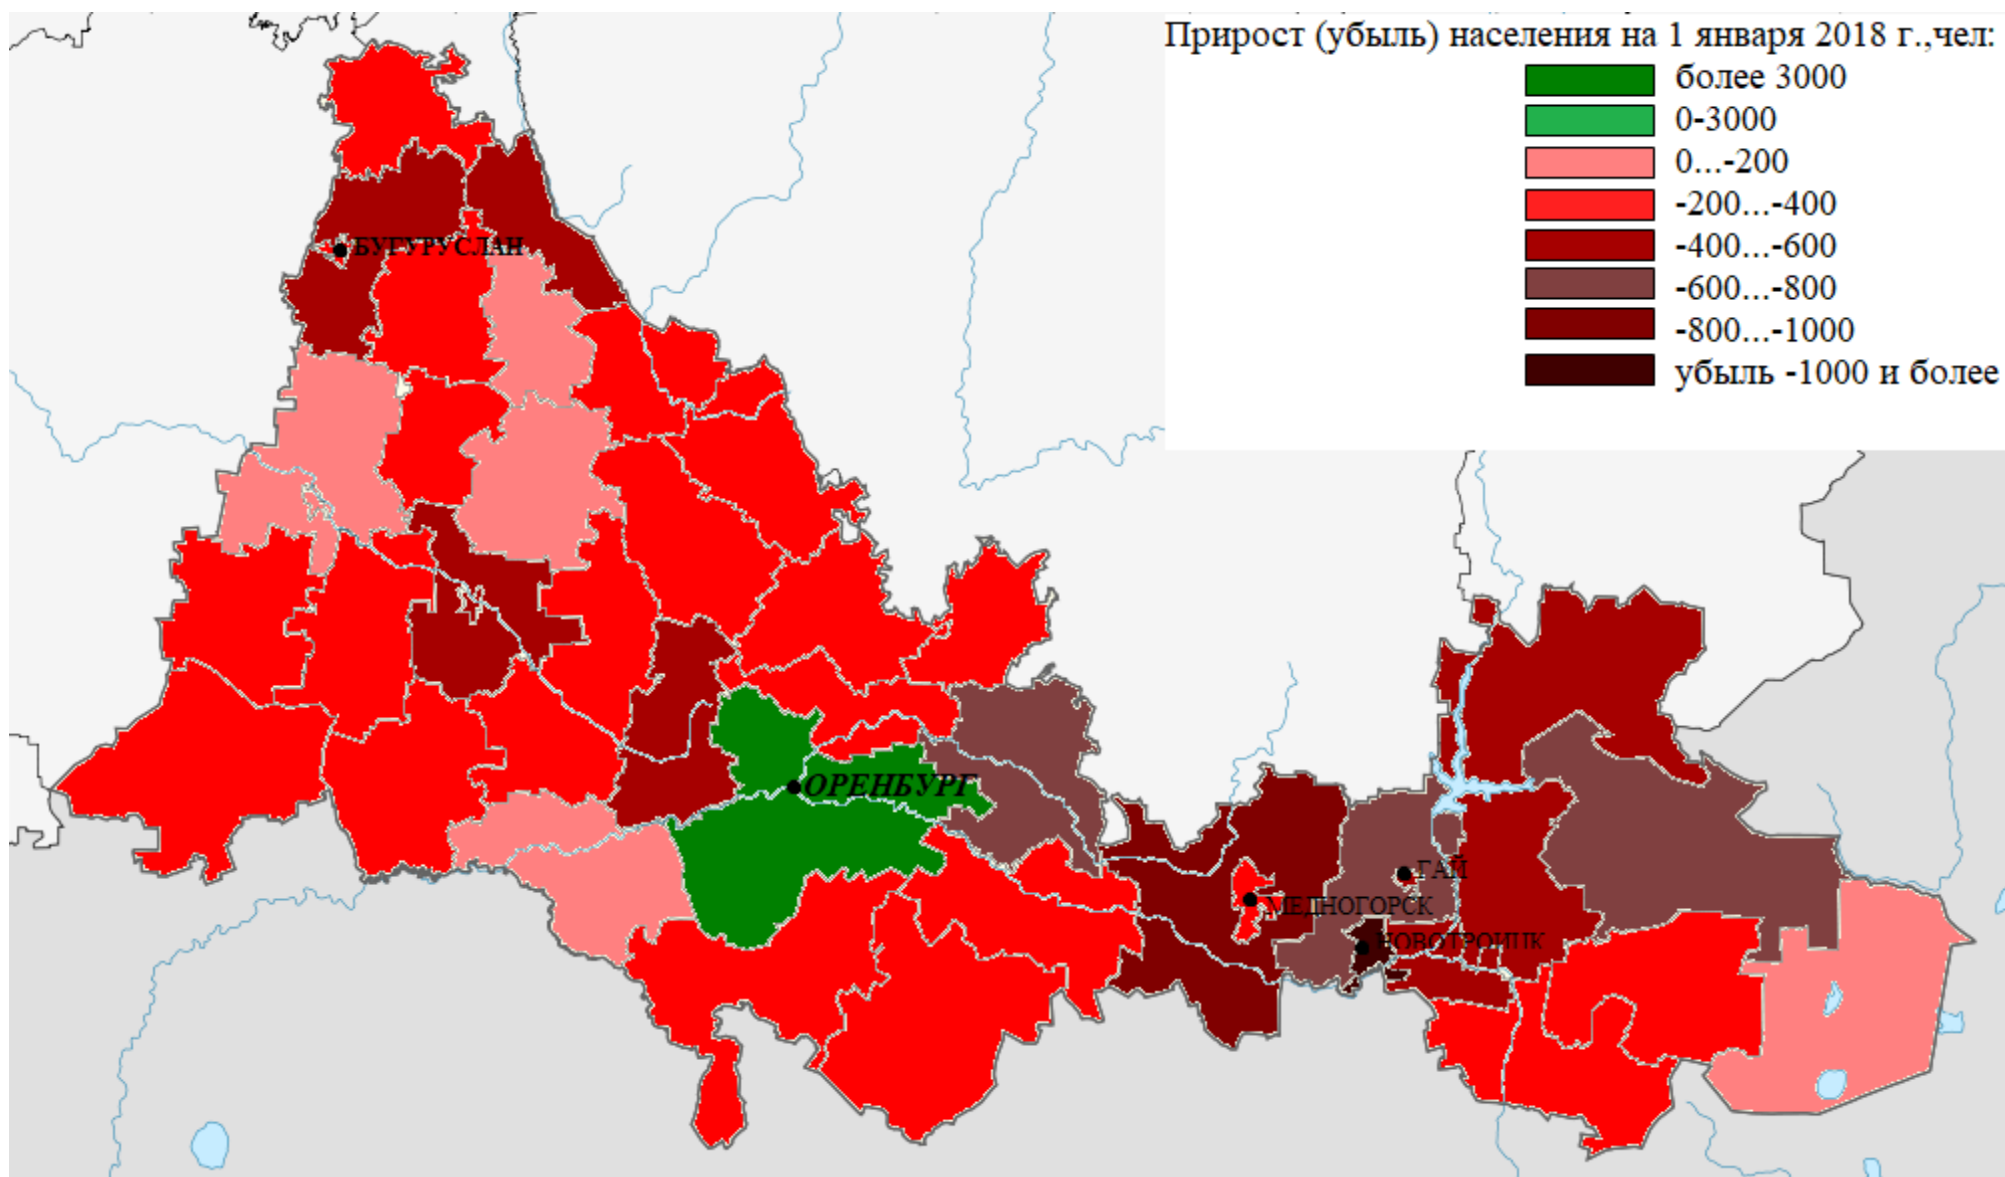 Прирост (убыль) населения на 1 января 2018 г.,чел:
более 3000
0-3000
0...-200
-200...-400
-400...-600
-600...-800
-800...-1000
убыль -1000 и более
БУГУРУСЛАН
ОРЕНБУРГ
ГАЙ
МЕДНОГОРСК
НОВОТРОИЦК